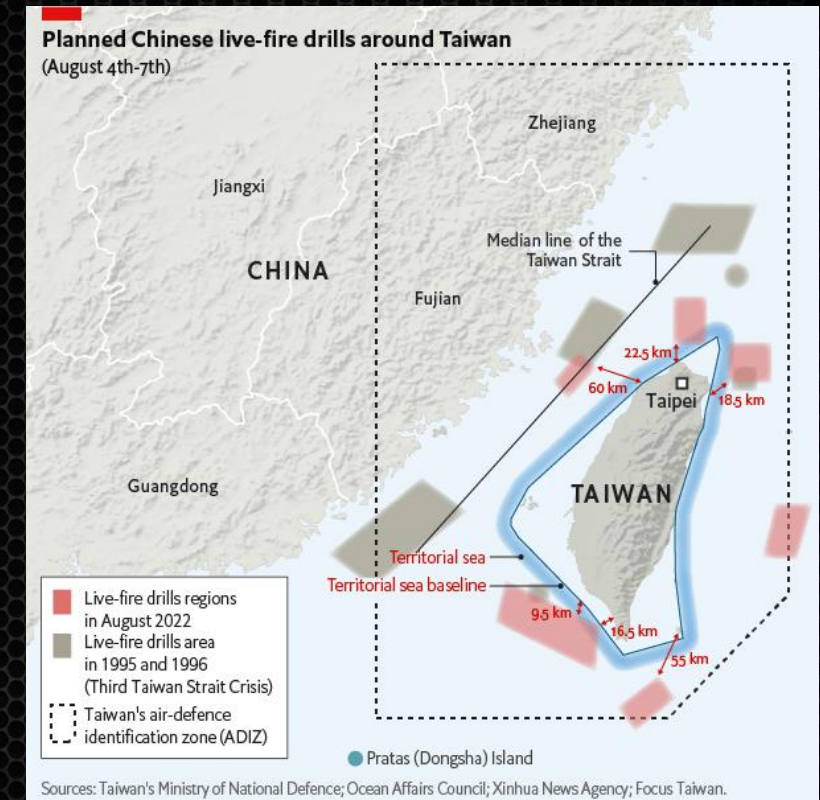 Planned Chinese live-fire drills around Taiwan
(August 4th-7th)
Zhejiang
Jiangxi
Median line of the
Taiwan Strait
CHINA
Fujian
22.5 km
60 km
Taipei
18.5 km
Guangdong
TAIWAN
Territorial sea
Territorial sea baseline
9.5 km
16.5 km
55 km
Live-fire drills regions
in August 2022
Live-fire drills area
in 1995 and 1996
(Third Taiwan Strait Crisis)
Taiwan's air-defence
identification zone (ADIZ)
Pratas (Dongsha) Island
Sources: Taiwan's Ministry of National Defence; Ocean Affairs Council; Xinhua News Agency; Focus Taiwan.